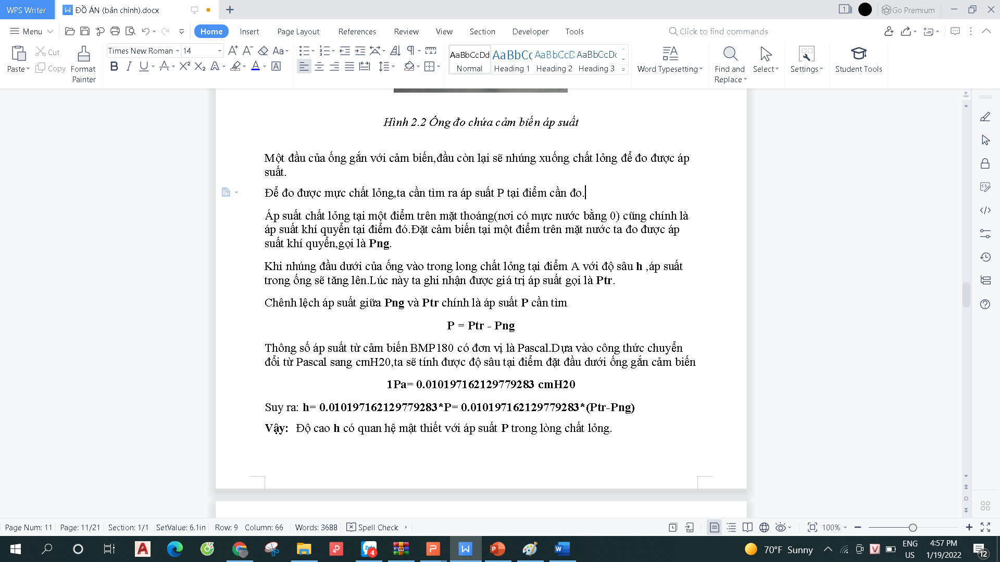 WPS Writer
ĐỒ ÁN (bản chính).docx
1
Go Premium
Menu
Home
Insert
Page Layout
References
Review
View
Section
Developer
Tools
Click to find commands
Paste
Cut
Copy
Format Painter
Times New Roman
14
AaBbCcDd
Normal
AaBbCc
Heading 1
AaBbCcD
Heading 2
AaBbCcDc
Heading 3
Word Typesetting
Find and Replace
Select
Settings
Student Tools
Hình 2.2 Ống đo chứa cảm biến áp suất
Một đầu của ống gắn với cảm biến,đầu còn lại sẽ nhúng xuống chất lỏng để đo được áp
suất.
Để đo được mực chất lỏng,ta cần tìm ra áp suất P tại điểm cần đo.
Áp suất chất lỏng tại một điểm trên mặt thoáng(nơi có mực nước bằng 0) cũng chính là
áp suất khí quyển tại điểm đó.Đặt cảm biến tại một điểm trên mặt nước ta đo được áp
suất khí quyển,gọi là Png.
Khi nhúng đầu dưới của ống vào trong long chất lỏng tại điểm A với độ sâu h ,áp suất
trong ống sẽ tăng lên.Lúc này ta ghi nhận được giá trị áp suất gọi là Ptr.
Chênh lệch áp suất giữa Png và Ptr chính là áp suất P cần tìm
P = Ptr - Png
Thông số áp suất từ cảm biến BMP180 có đơn vị là Pascal.Dựa vào công thức chuyển
đổi từ Pascal sang cmH20,ta sẽ tính được độ sâu tại điểm đặt đầu dưới ống gắn cảm biến
1Pa= 0.010197162129779283 cmH20
Suy ra: h= 0.010197162129779283*P= 0.010197162129779283*(Ptr-Png)
Vậy: Độ cao h có quan hệ mật thiết với áp suất P trong lòng chất lỏng.
Page Num: 11
Page: 11/21
Section: 1/1
SetValue: 6.1in
Row: 9
Column: 66
Words: 3688
Spell Check
100%
70°F Sunny
ENG
US
4:57 PM
1/19/2022
12